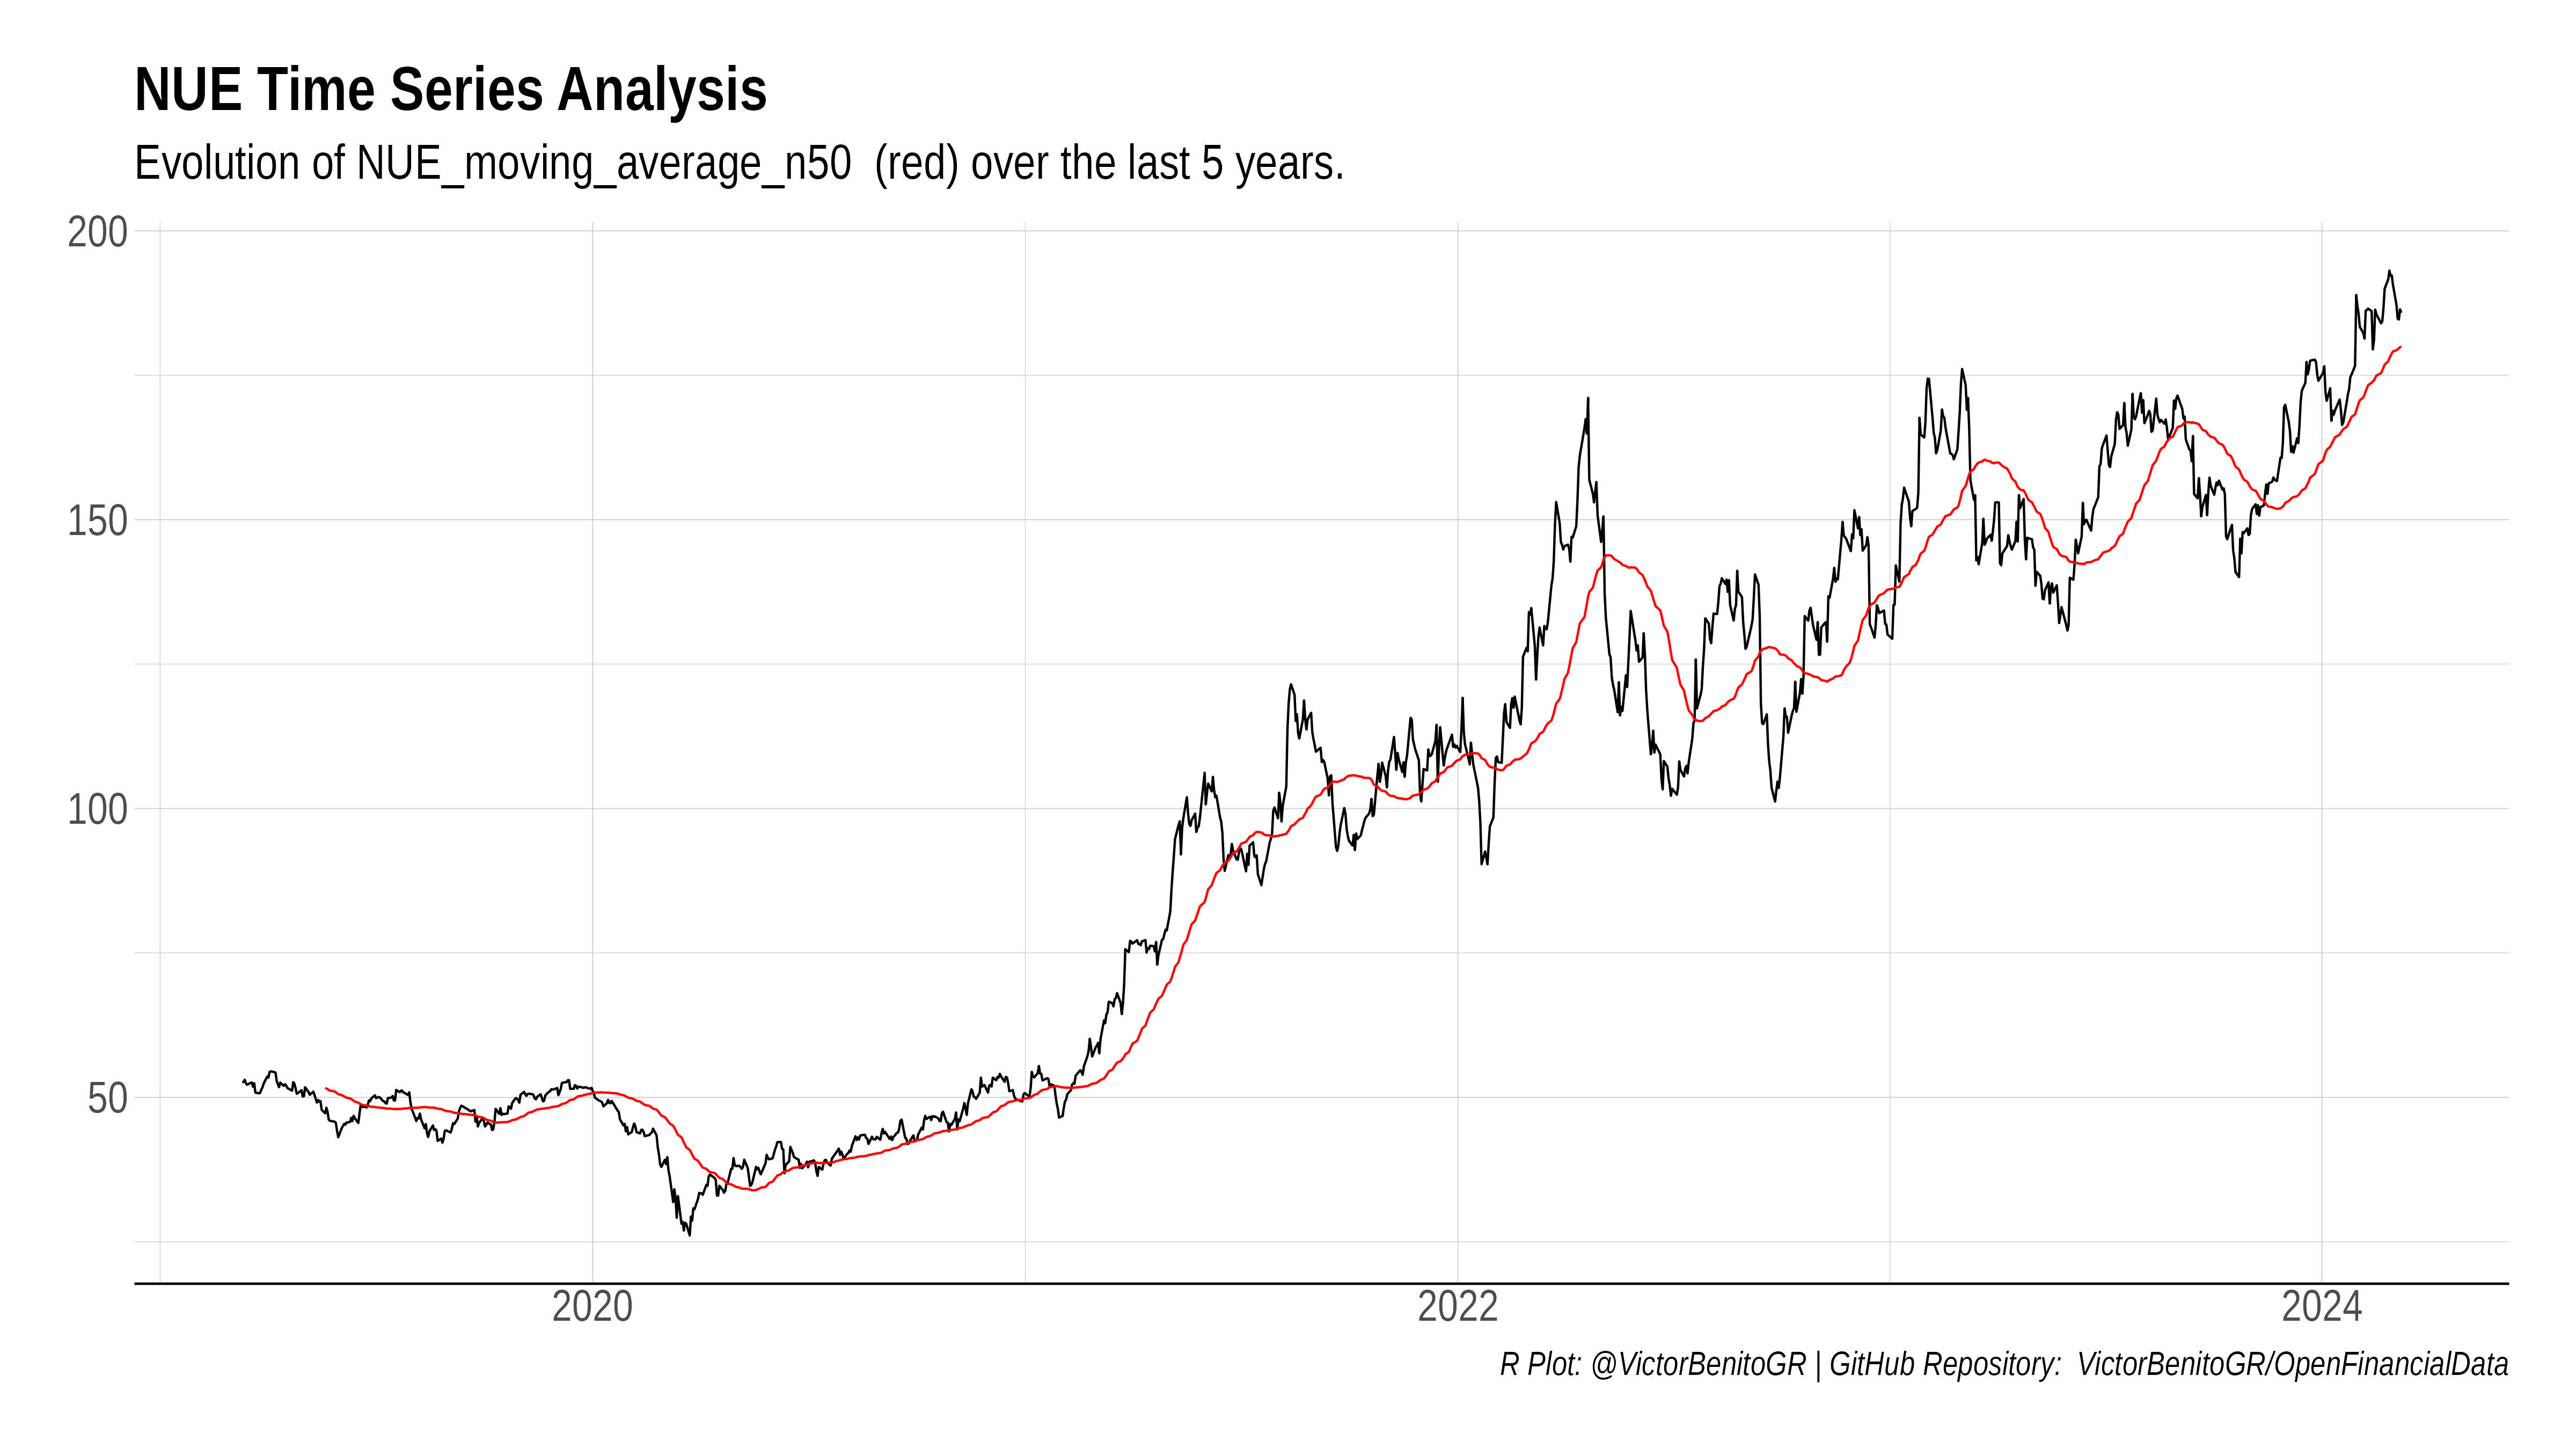 NUE Time Series Analysis
Evolution of NUE_moving_average_n50  (red) over the last 5 years.
200
150
100
50
2020 2022 2024
R Plot: @VictorBenitoGR | GitHub Repository:  VictorBenitoGR/OpenFinancialData